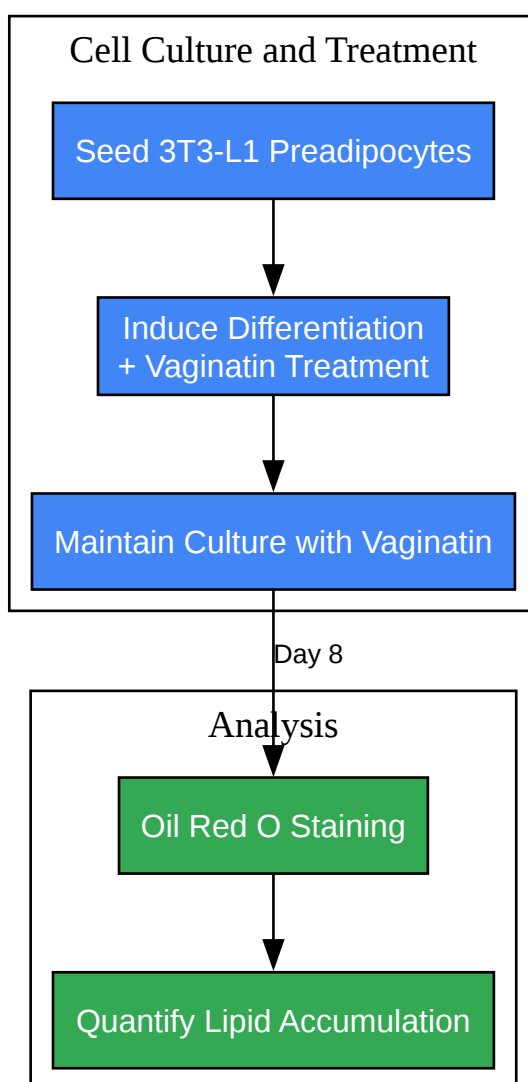 Cell Culture and Treatment
Seed 3T3-L1 Preadipocytes
Induce Differentiation
+ Vaginatin Treatment
Maintain Culture with Vaginatin
Day 8
Analysis
Oil Red O Staining
Quantify Lipid Accumulation